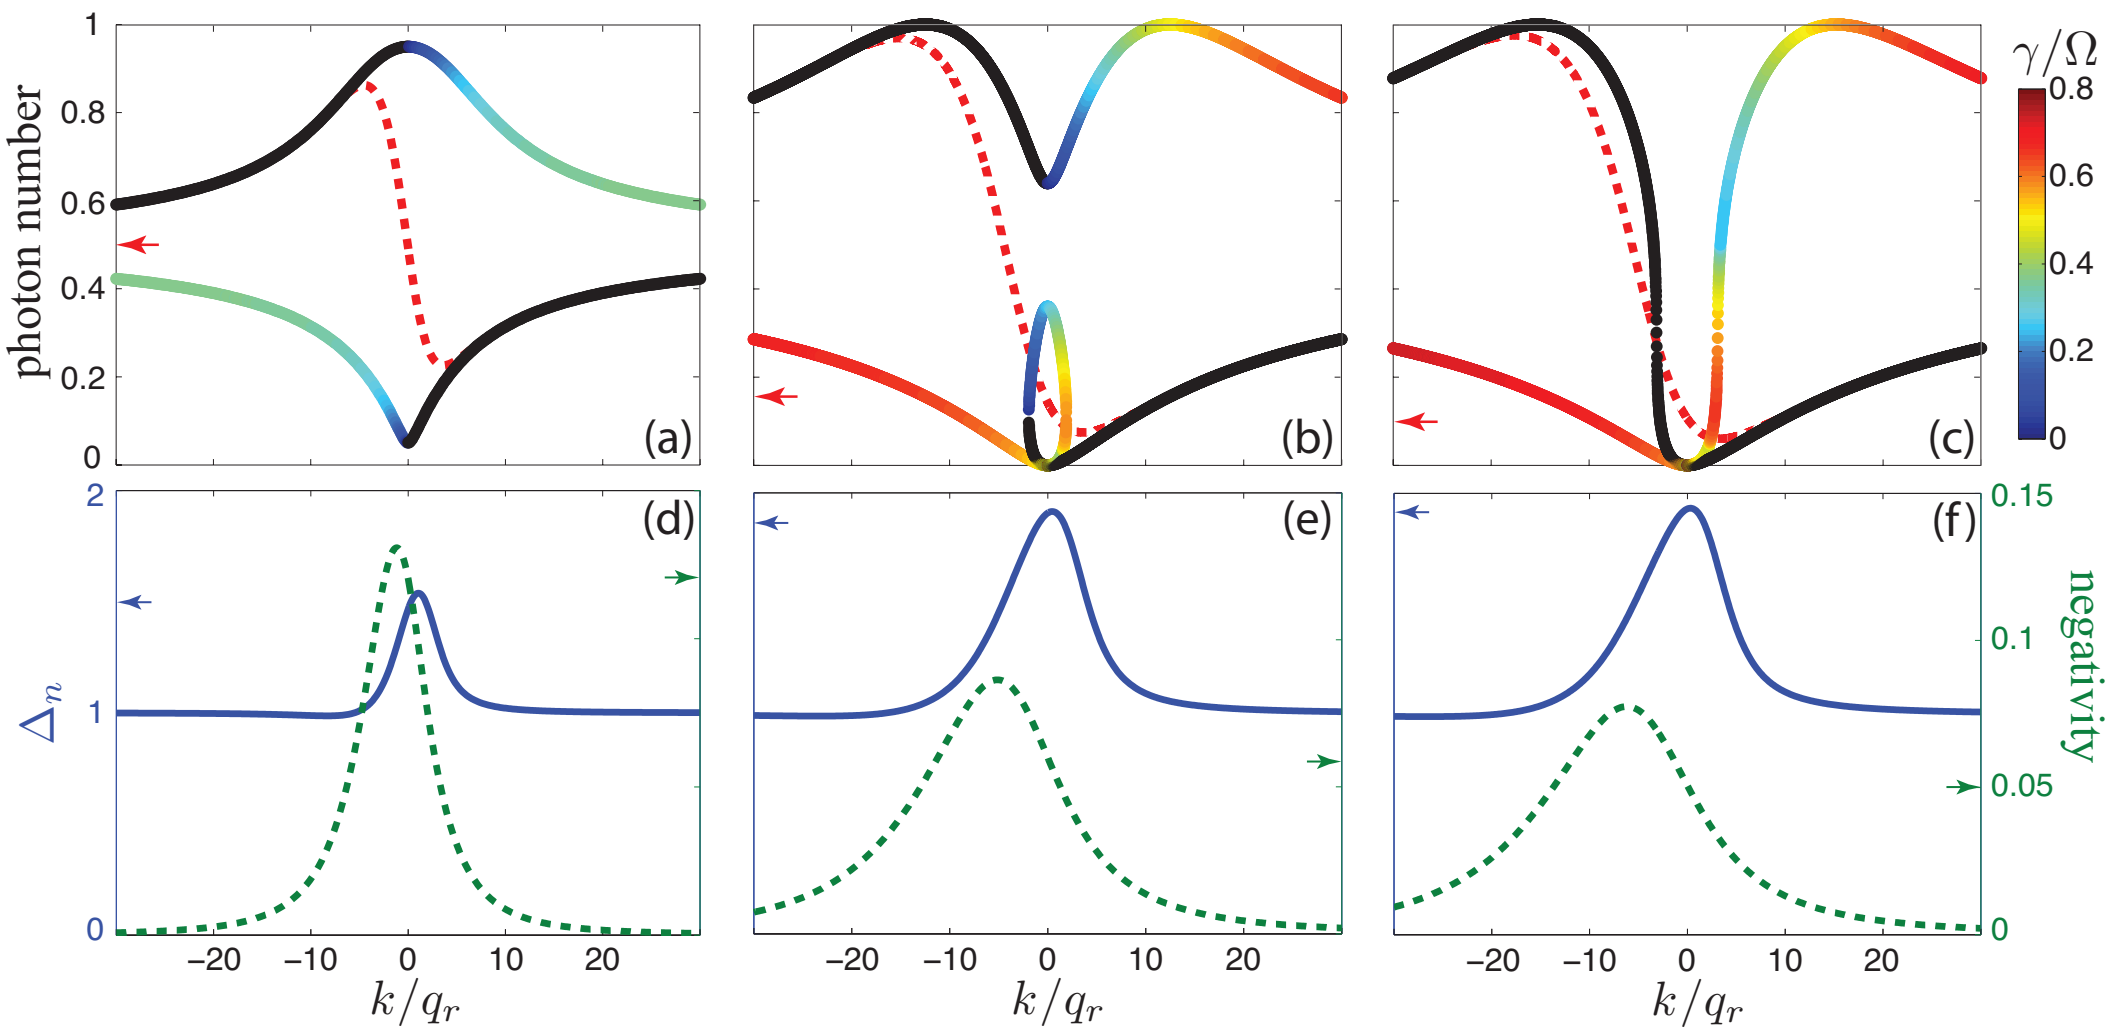 photon number
1
0.8
0.6
0.4
0.2
0
(a)
(b)
(c)
γ/Ω
0.8
0.6
0.4
0.2
0
Δn
2
1
0
(d)
(e)
(f)
0.15
0.1
0.05
0
negativity
−20 −10 0 10 20
−20 −10 0 10 20
−20 −10 0 10 20
k/qr
k/qr
k/qr